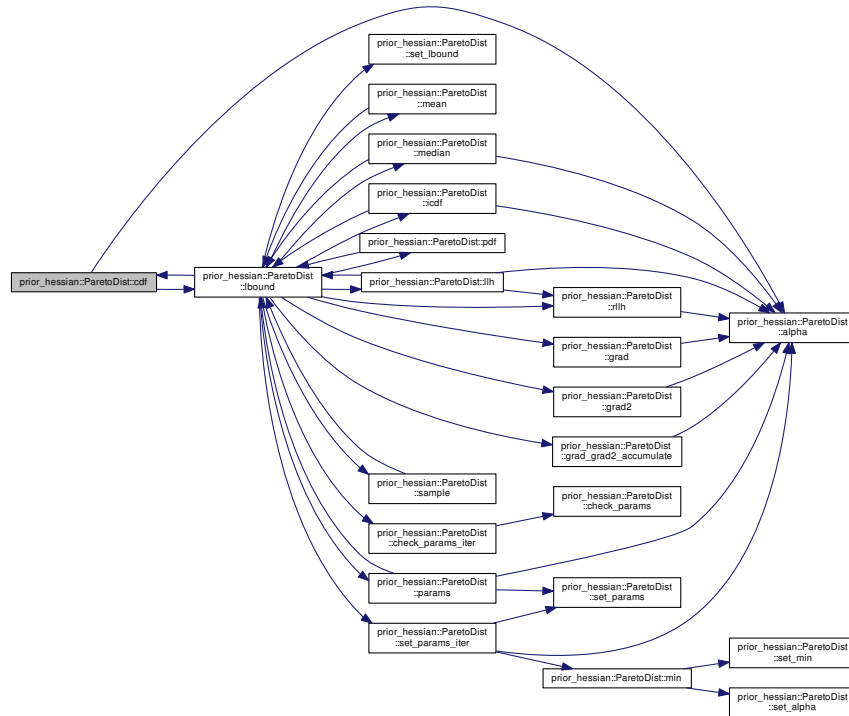 prior_hessian::ParetoDist
::set_lbound
prior_hessian::ParetoDist
::mean
prior_hessian::ParetoDist
::median
prior_hessian::ParetoDist
::icdf
prior_hessian::ParetoDist::pdf
prior_hessian::ParetoDist::cdf
prior_hessian::ParetoDist
::lbound
prior_hessian::ParetoDist::llh
prior_hessian::ParetoDist
::rllh
prior_hessian::ParetoDist
::alpha
prior_hessian::ParetoDist
::grad
prior_hessian::ParetoDist
::grad2
prior_hessian::ParetoDist
::grad_grad2_accumulate
prior_hessian::ParetoDist
::sample
prior_hessian::ParetoDist
::check_params
prior_hessian::ParetoDist
::check_params_iter
prior_hessian::ParetoDist
::params
prior_hessian::ParetoDist
::set_params
prior_hessian::ParetoDist
::set_params_iter
prior_hessian::ParetoDist
::set_min
prior_hessian::ParetoDist::min
prior_hessian::ParetoDist
::set_alpha